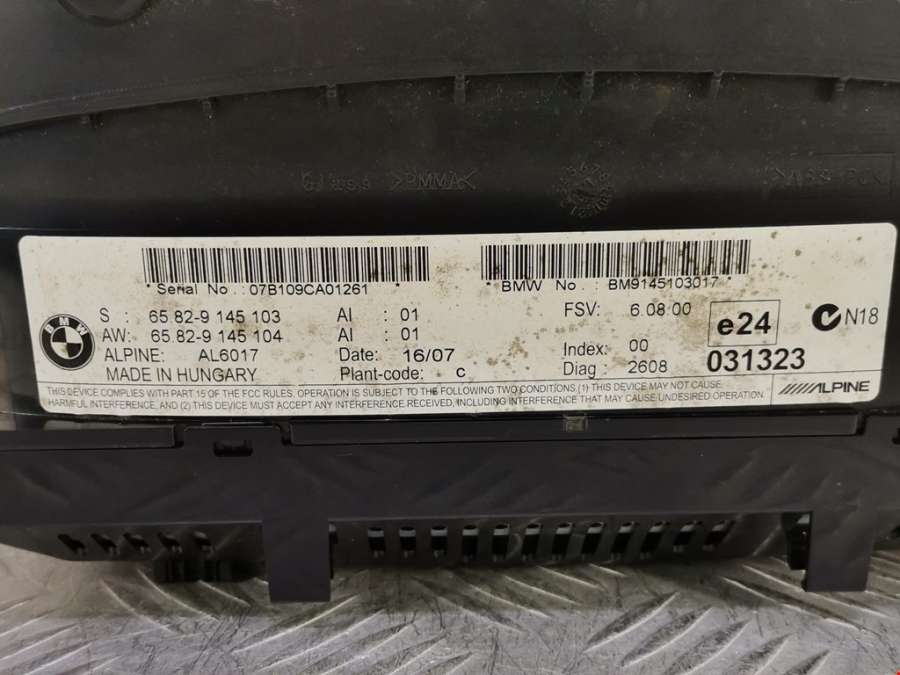 >PMMA<
* Serial No : 07B109CA01261 *
* BMW No : BM9145103017 *
BMW
S : 65.82-9 145 103 AI : 01
AW: 65.82-9 145 104 AI : 01
ALPINE: AL6017 Date: 16/07
MADE IN HUNGARY Plant-code: C
FSV: 6.08.00
Index: 00
Diag : 2608
e24
031323
N18
THIS DEVICE COMPLIES WITH PART 15 OF THE FCC RULES. OPERATION IS SUBJECT TO THE FOLLOWING TWO CONDITIONS (1) THIS DEVICE MAY NOT CAUSE
HARMFUL INTERFERENCE, AND (2) THIS DEVICE MUST ACCEPT ANY INTERFERENCE RECEIVED, INCLUDING INTERFERENCE THAT MAY CAUSE UNDESIRED OPERATION.
ALPINE